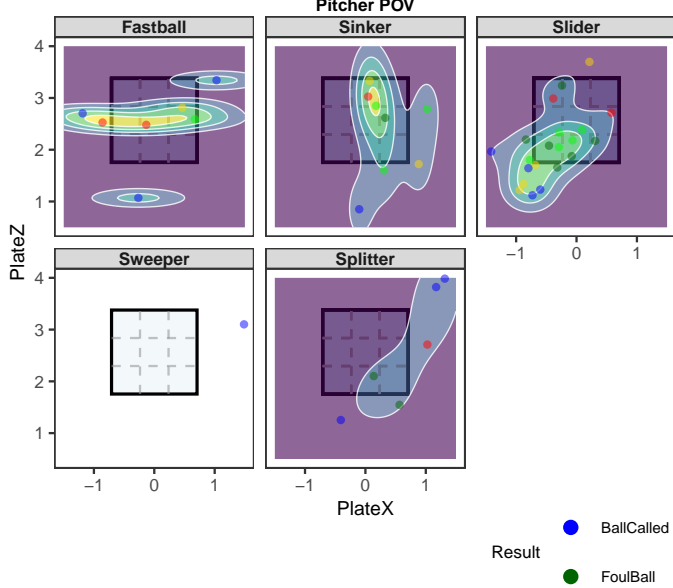 Pitcher POV
Fastball Sinker Slider
4
3
2
1
−1 0 1
Sweeper Splitter
4
3
2
1
−1 0 1 −1 0 1
PlateZ
PlateX
Result
BallCalled
FoulBall